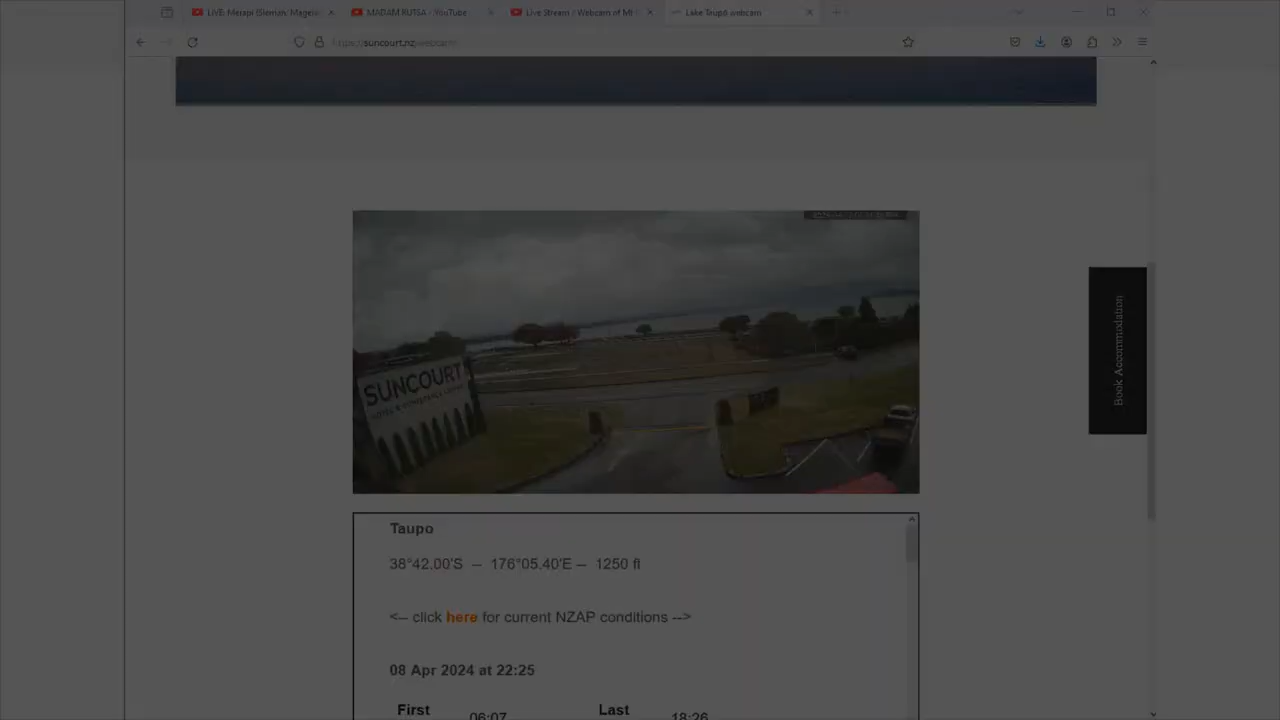 LIVE: Merapi (Sleman, Magela
MADAM RUTSA - YouTube
Live Stream / Webcam of Mt
Lake Taupō webcam
https://suncourt.nz/webcam/
SUNCOURT
Book Accommodation
Taupo
38°42.00'S -- 176°05.40'E -- 1250 ft
<-- click here for current NZAP conditions -->
08 Apr 2024 at 22:25
First 06:07 Last 18:26